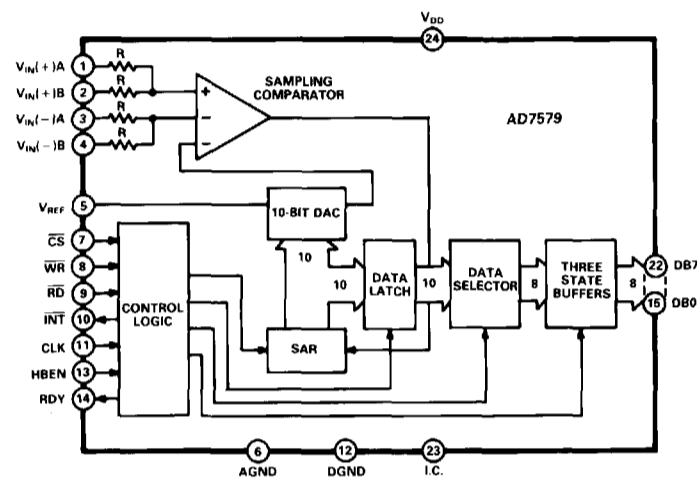 VDD
24
VIN(+)A 1 R
VIN(+)B 2 R
VIN(−)A 3 R
VIN(−)B 4 R
+
−
−
SAMPLING
COMPARATOR
AD7579
VREF 5
10-BIT DAC
CS 7
WR 8
RD 9
INT 10
CLK 11
HBEN 13
RDY 14
CONTROL
LOGIC
10
10
SAR
DATA
LATCH
10
DATA
SELECTOR
8
THREE
STATE
BUFFERS
8
22 DB7
15 DB0
6
AGND
12
DGND
23
I.C.